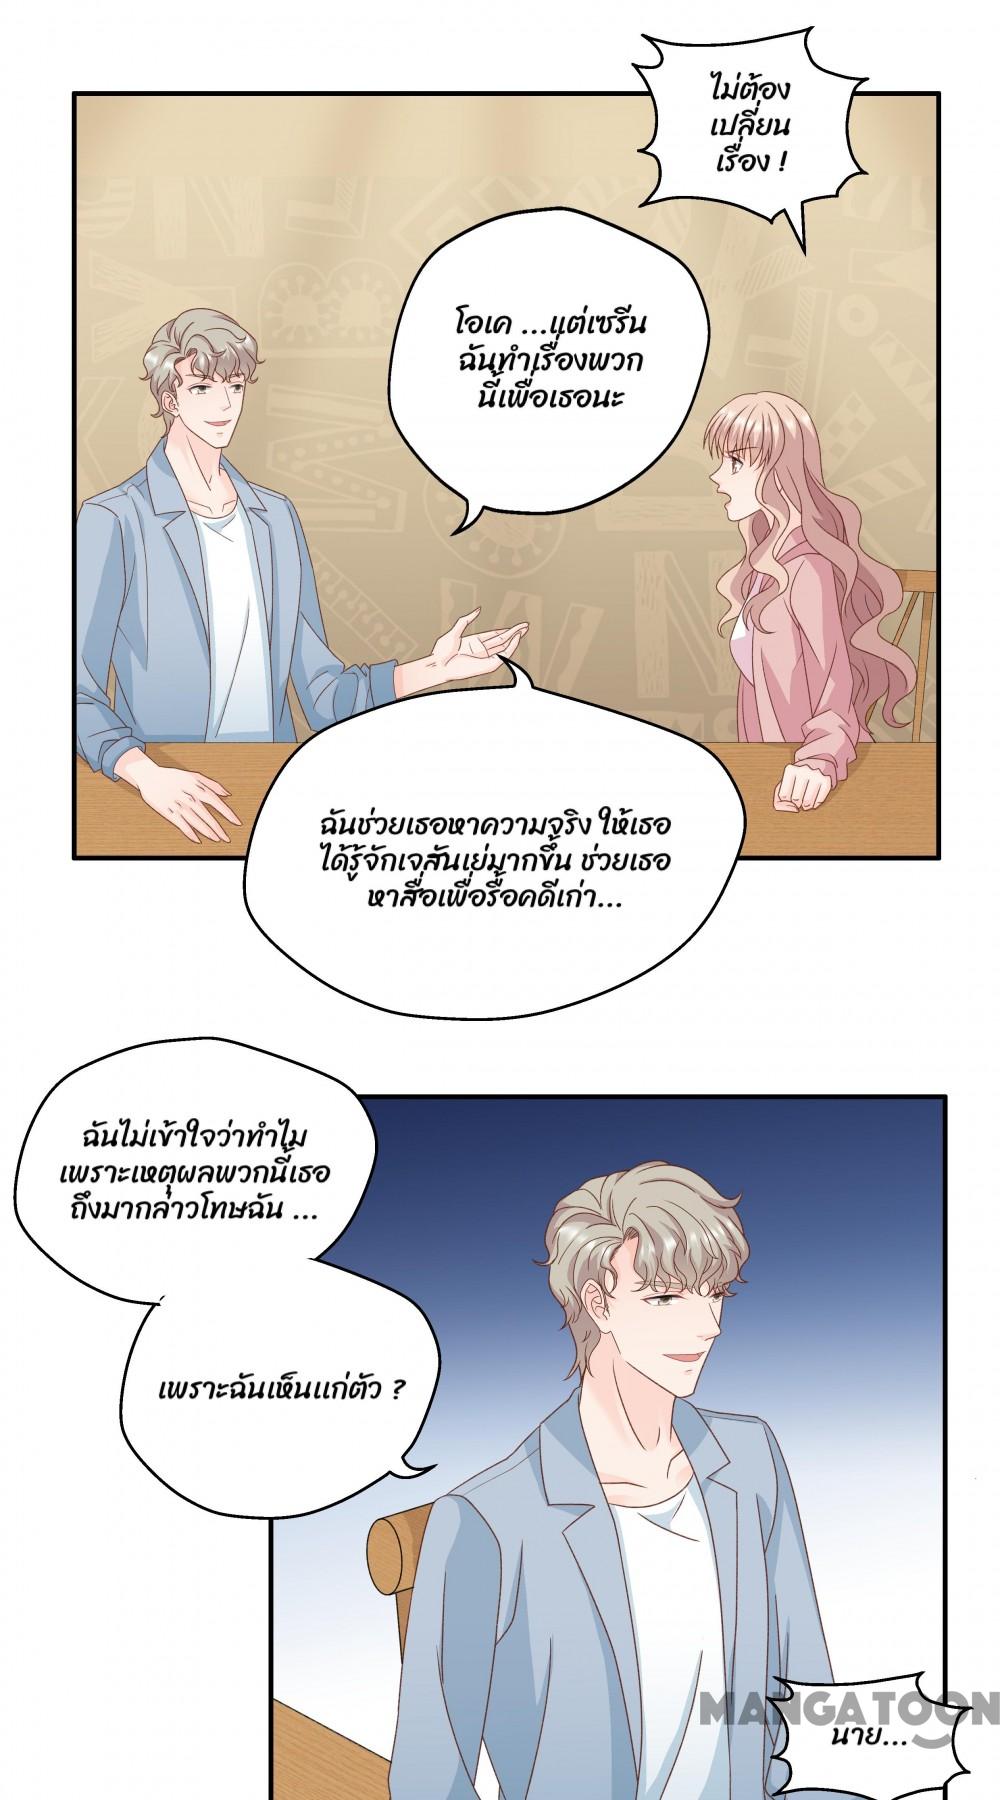 ไม่ต้อง
เปลี่ยน
เรื่อง !
โอเค ...แต่เซรีน
ฉันทำเรื่องพวก
นี้เพื่อเธอนะ
ฉันช่วยเธอหาความจริง ให้เธอ
ได้รู้จักเจสันเย่มากขึ้น ช่วยเธอ
หาสื่อเพื่อรื้อคดีเก่า...
ฉันไม่เข้าใจว่าทำไม
เพราะเหตุผลพวกนี้เธอ
ถึงมากล่าวโทษฉัน ...
เพราะฉันเห็นแก่ตัว ?
MANGATOON
นาย...